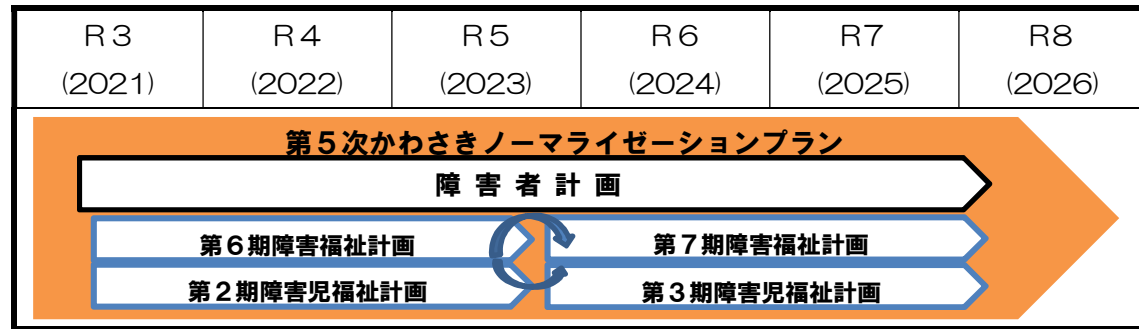 R3 R4 R5 R6 R7 R8
(2021) (2022) (2023) (2024) (2025) (2026)
第5次かわさきノーマライゼーションプラン
障害者計画
第6期障害福祉計画 第7期障害福祉計画
第2期障害児福祉計画 第3期障害児福祉計画